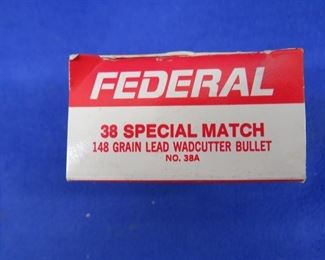 FEDERAL
38 SPECIAL MATCH
148 GRAIN LEAD WADCUTTER BULLET
NO. 38A